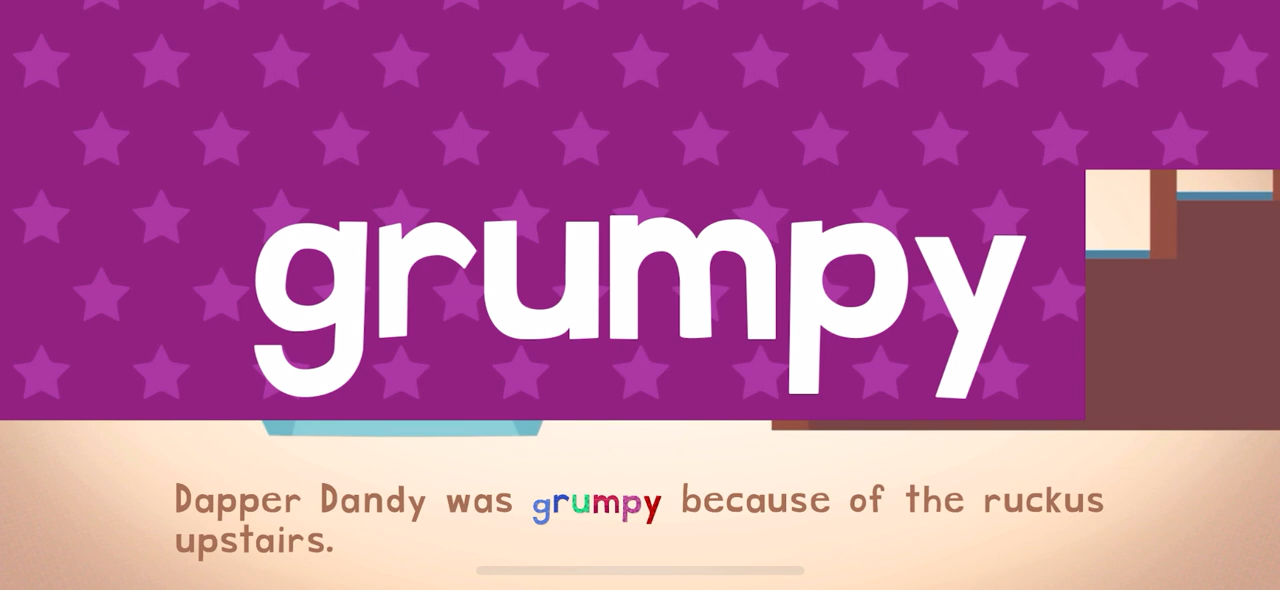 grumpy
Dapper Dandy was grumpy because of the ruckus
upstairs.